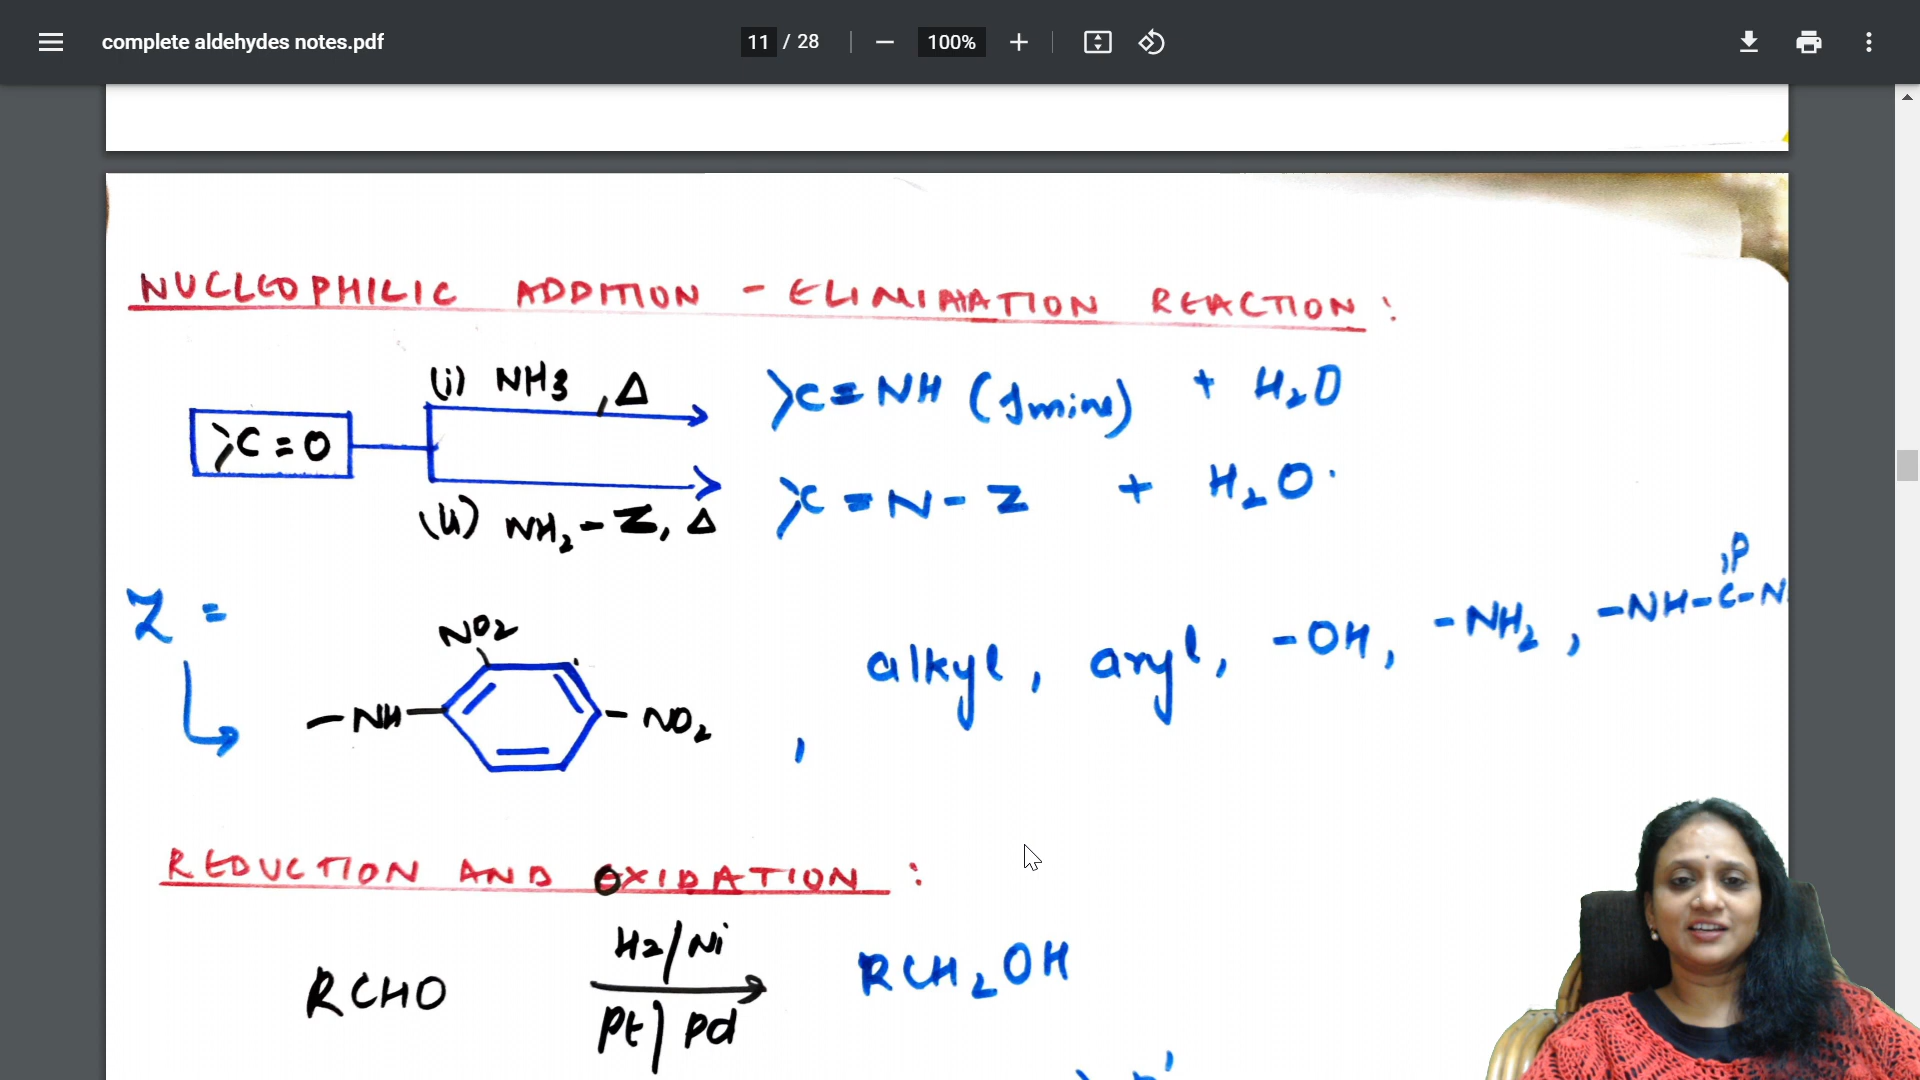 complete aldehydes notes.pdf 11 / 28 100%
NUCLEOPHILIC ADDITION - ELIMINATION REACTION :
(i) NH3 , Δ
>C=NH (Imine) + H2O
>C=O
>C=N-Z + H2O.
(ii) NH2-Z, Δ
Z =
NO2
-NH- -NO2
, alkyl, aryl, -OH, -NH2, -NH-C-N
REDUCTION AND OXIDATION :
H2/Ni
RCHO RCH2OH
Pt/Pd